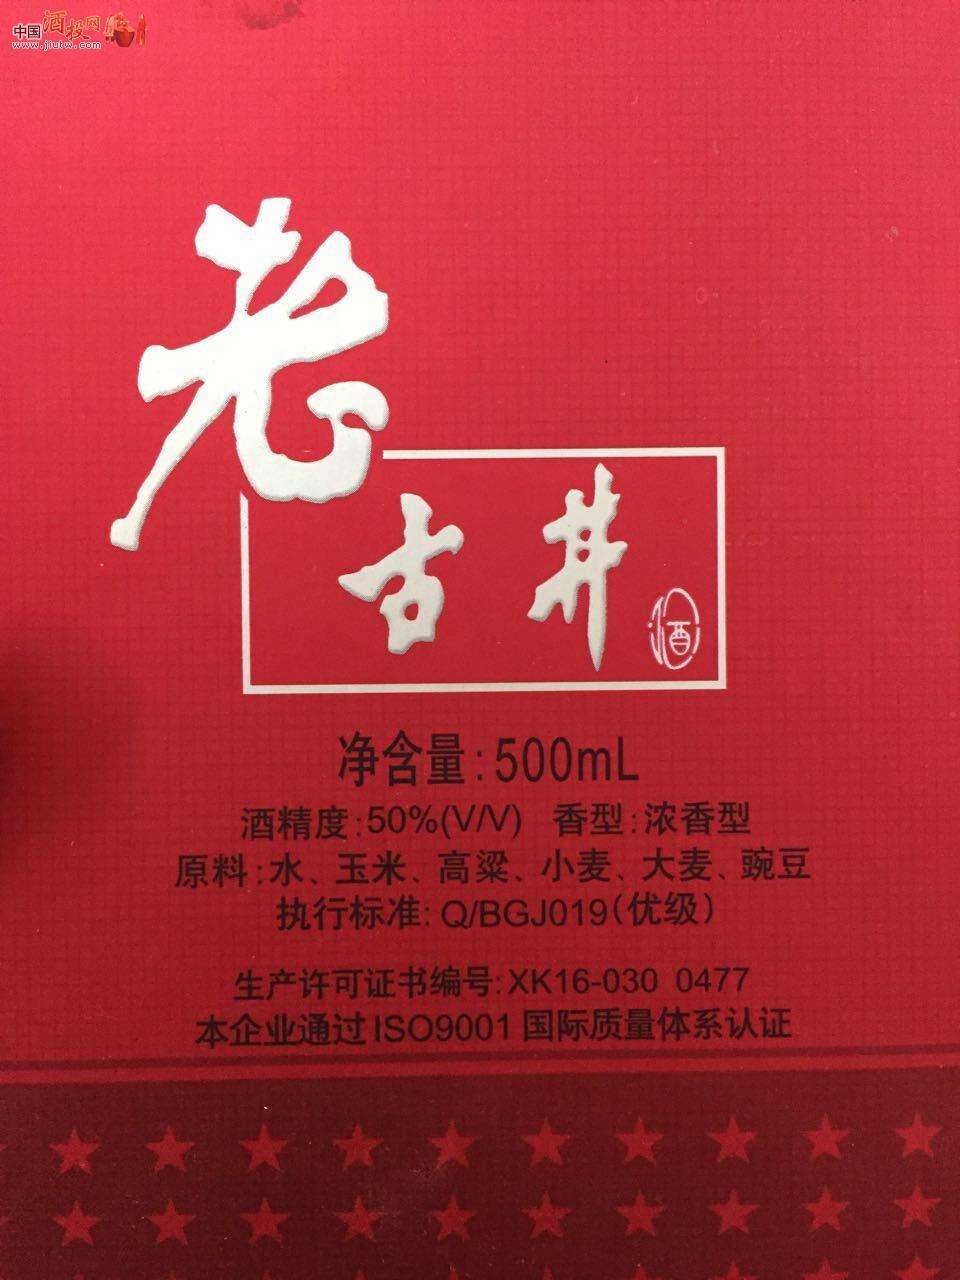 中国酒投网
www.jiutw.com
老
古井
酒
净含量:500mL
酒精度:50%(V/V) 香型:浓香型
原料:水、玉米、高粱、小麦、大麦、豌豆
执行标准:Q/BGJ019(优级)
生产许可证书编号:XK16-030 0477
本企业通过ISO9001国际质量体系认证